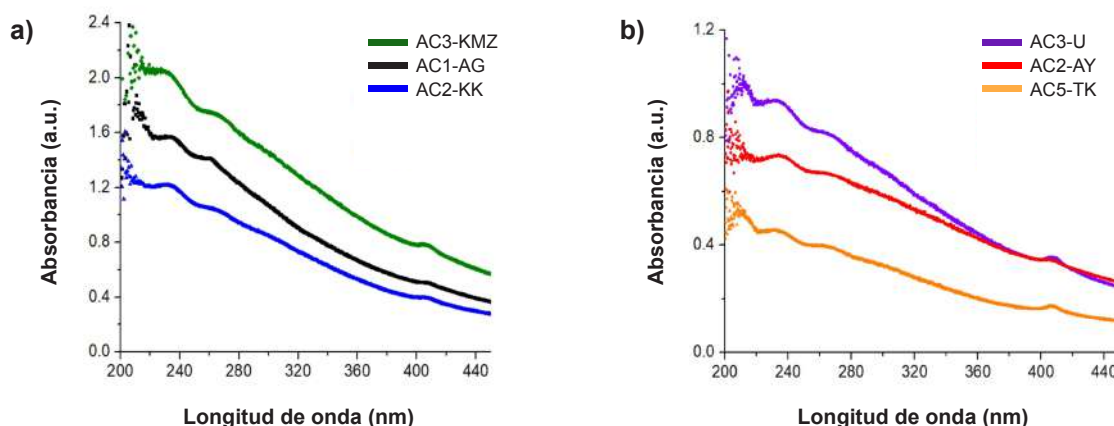 a)
AC3-KMZ
AC1-AG
AC2-KK
Absorbancia (a.u.)
2.4
2.0
1.6
1.2
0.8
0.4
0.0
200 240 280 320 360 400 440
Longitud de onda (nm)
b)
AC3-U
AC2-AY
AC5-TK
Absorbancia (a.u.)
1.2
0.8
0.4
0.0
200 240 280 320 360 400 440
Longitud de onda (nm)